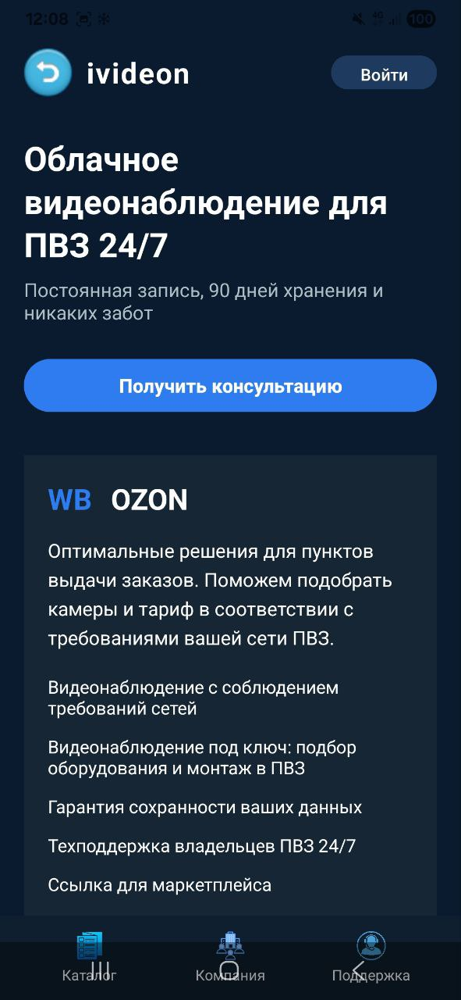 12:08
4G
100
ivideon
Войти
Облачное
видеонаблюдение для
ПВЗ 24/7
Постоянная запись, 90 дней хранения и
никаких забот
Получить консультацию
WB OZON
Оптимальные решения для пунктов
выдачи заказов. Поможем подобрать
камеры и тариф в соответствии с
требованиями вашей сети ПВЗ.
Видеонаблюдение с соблюдением
требований сетей
Видеонаблюдение под ключ: подбор
оборудования и монтаж в ПВЗ
Гарантия сохранности ваших данных
Техподдержка владельцев ПВЗ 24/7
Ссылка для маркетплейса
Каталог Компания Поддержка